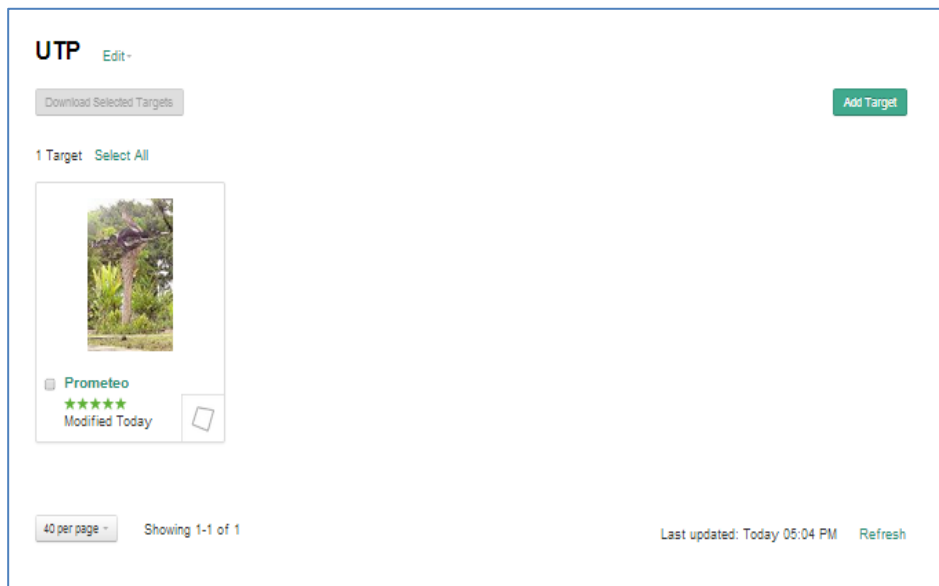 UTP Edit
Download Selected Targets Add Target
1 Target Select All
Prometeo
Modified Today
40 per page Showing 1-1 of 1
Last updated: Today 05:04 PM Refresh